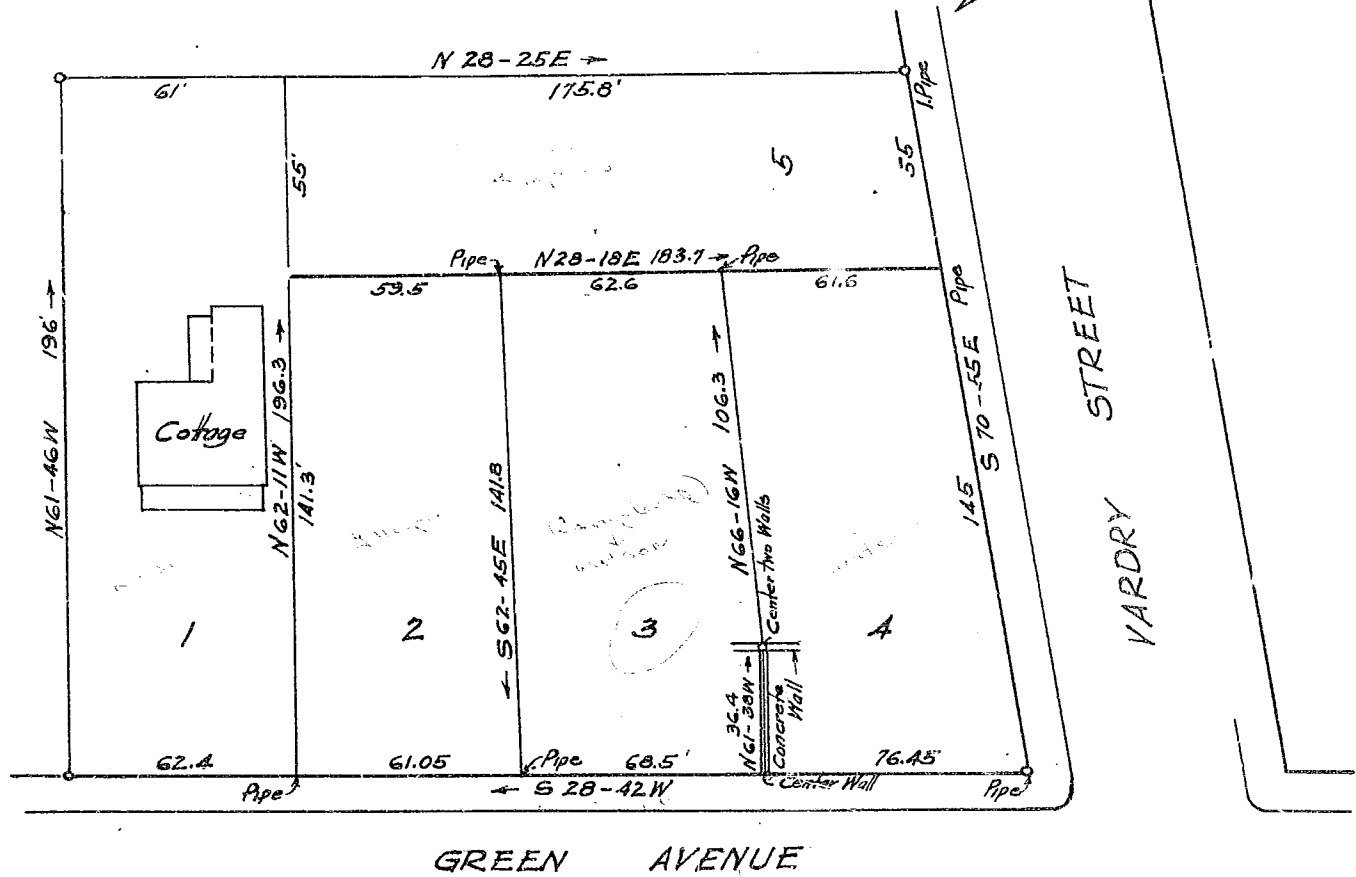 N 28-25E →
61'
175.8'
I.Pipe
55'
5
55
Pipe
N28-18E 183.7 →
Pipe
59.5
62.6
61.6
Pipe
N61-46W 196' →
Cottage
N62-11W 196.3 →
141.3'
← S62-45E 141.8
N66-16W 106.3 →
Center two Walls
145
S 70-55E
VARDRY STREET
1
2
3
4
36.4
N61-38W →
Concrete
Wall →
62.4
61.05
Pipe
68.5'
76.45
Pipe
← S 28-42W
Center Wall
Pipe
GREEN AVENUE